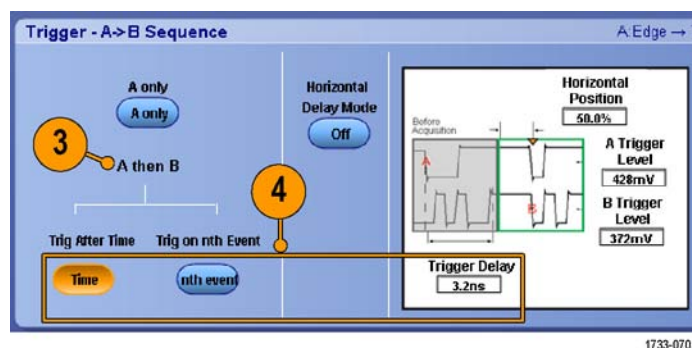 Trigger - A->B Sequence
A:Edge →
A only
A only
3
A then B
4
Trig After Time
Trig on nth Event
Time
nth event
Horizontal
Delay Mode
Off
Before
Acquisition
A
B
Horizontal
Position
50.0%
A Trigger
Level
428mV
B Trigger
Level
372mV
Trigger Delay
3.2ns
1733-070